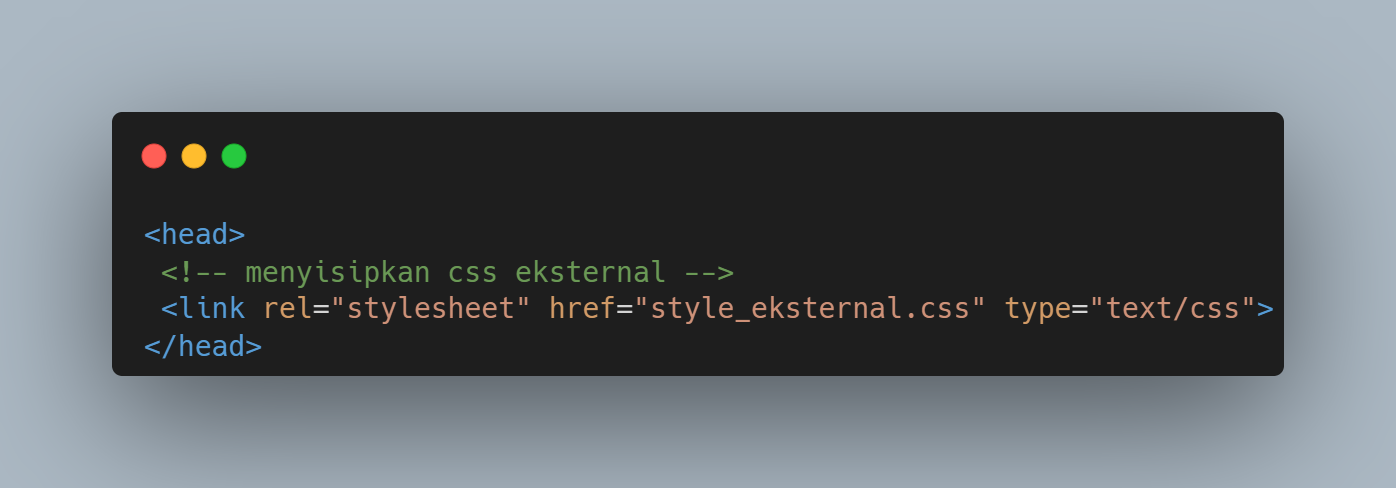 <head>
 <!-- menyisipkan css eksternal -->
 <link rel="stylesheet" href="style_eksternal.css" type="text/css">
</head>